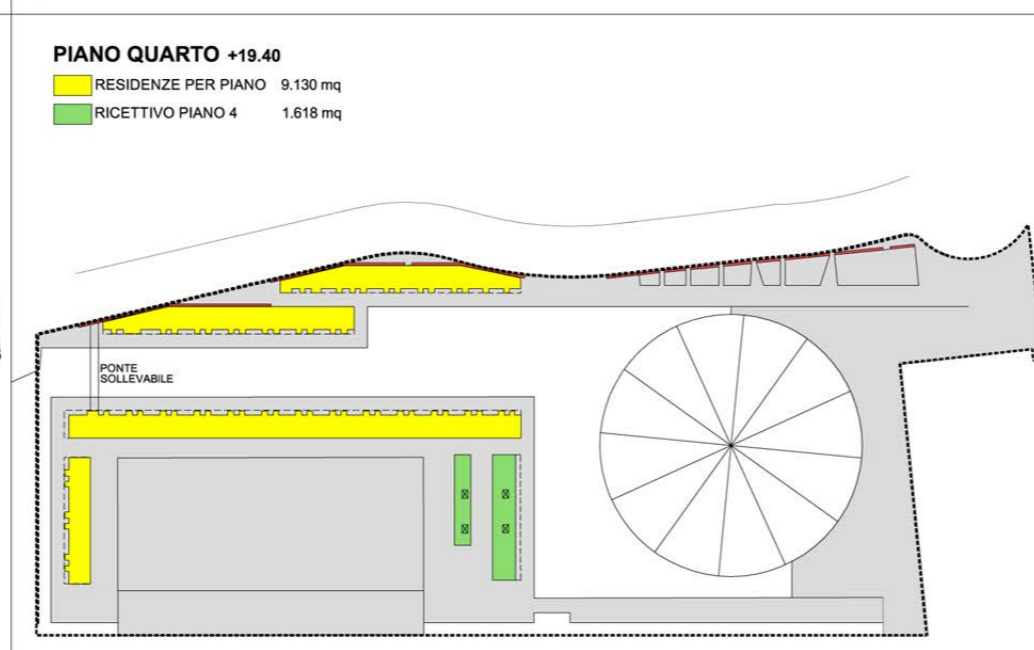 PIANO QUARTO +19.40
RESIDENZE PER PIANO 9.130 mq
RICETTIVO PIANO 4 1.618 mq
PONTE
SOLLEVABILE